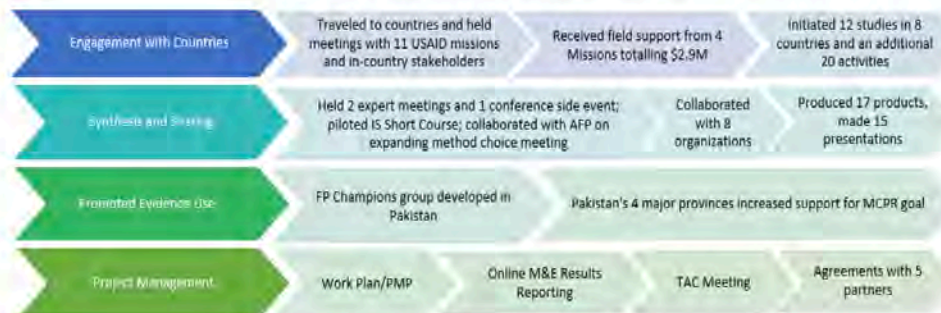 Engagement with Countries
Traveled to countries and held
meetings with 11 USAID missions
and in-country stakeholders
Received field support from 4
Missions totalling $2.9M
Initiated 12 studies in 8
countries and an additional
20 activities
Synthesis and Sharing
Held 2 expert meetings and 1 conference side event;
piloted IS Short Course; collaborated with AFP on
expanding method choice meeting
Collaborated
with 8
organizations
Produced 17 products,
made 15
presentations
Promoted Evidence Use
FP Champions group developed in
Pakistan
Pakistan's 4 major provinces increased support for MCPR goal
Project Management
Work Plan/PMP
Online M&E Results
Reporting
TAC Meeting
Agreements with 5
partners